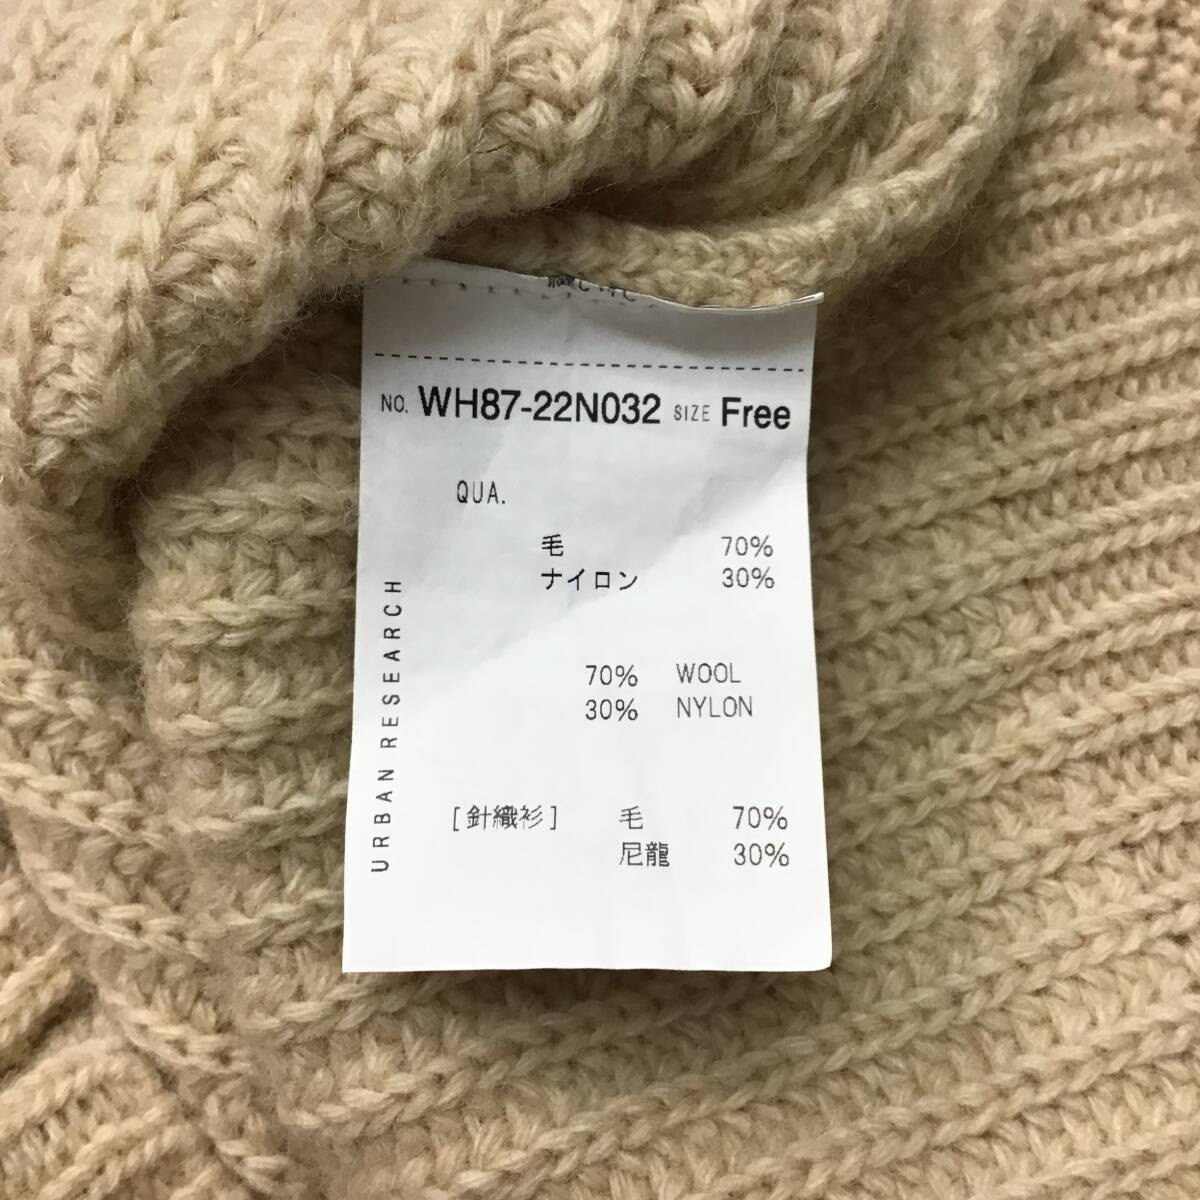 NO. WH87-22N032 SIZE Free
QUA.
毛 70%
ナイロン 30%
70% WOOL
30% NYLON
[針織衫] 毛 70%
尼龍 30%
URBAN RESEARCH